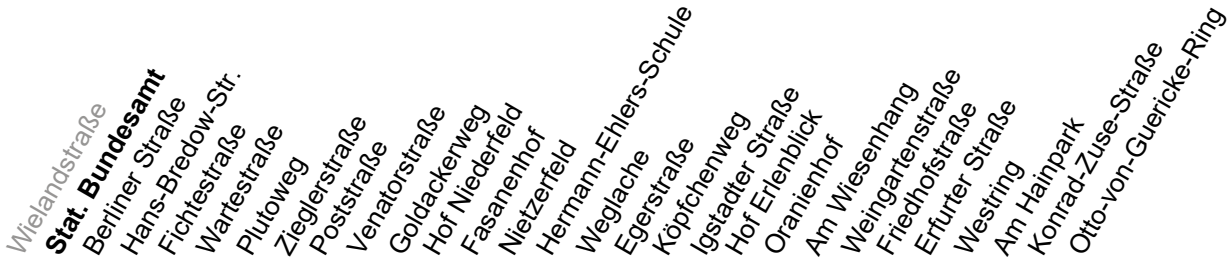 Wielandstraße
Stat. Bundesamt
Berliner Straße
Hans-Bredow-Str.
Fichtestraße
Wartestraße
Plutoweg
Zieglerstraße
Poststraße
Venatorstraße
Goldackerweg
Hof Niederfeld
Fasanenhof
Nietzerfeld
Hermann-Ehlers-Schule
Weglache
Egerstraße
Köpfchenweg
Igstadter Straße
Hof Erlenblick
Oranienhof
Am Wiesenhang
Weingartenstraße
Friedhofstraße
Erfurter Straße
Westring
Am Hainpark
Konrad-Zuse-Straße
Otto-von-Guericke-Ring